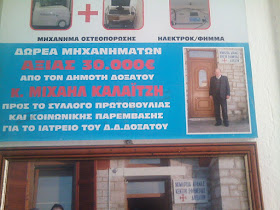 ΜΗΧΑΝΗΜΑ ΟΣΤΕΟΠΟΡΩΣΗΣ
ΗΛΕΚΤΡΟΚ/ΦΗΜΜΑ
ΔΩΡΕΑ ΜΗΧΑΝΗΜΑΤΩΝ
ΑΞΙΑΣ 30.000€
ΑΠΟ ΤΟΝ ΔΗΜΟΤΗ ΔΟΞΑΤΟΥ
Κ. ΜΙΧΑΗΛ ΚΑΛΑΪΤΖΗ
ΠΡΟΣ ΤΟ ΣΥΛΛΟΓΟ ΠΡΩΤΟΒΟΥΛΙΑΣ
ΚΑΙ ΚΟΙΝΩΝΙΚΗΣ ΠΑΡΕΜΒΑΣΗΣ
ΓΙΑ ΤΟ ΙΑΤΡΕΙΟ ΤΟΥ Δ.Δ.ΔΟΞΑΤΟΥ